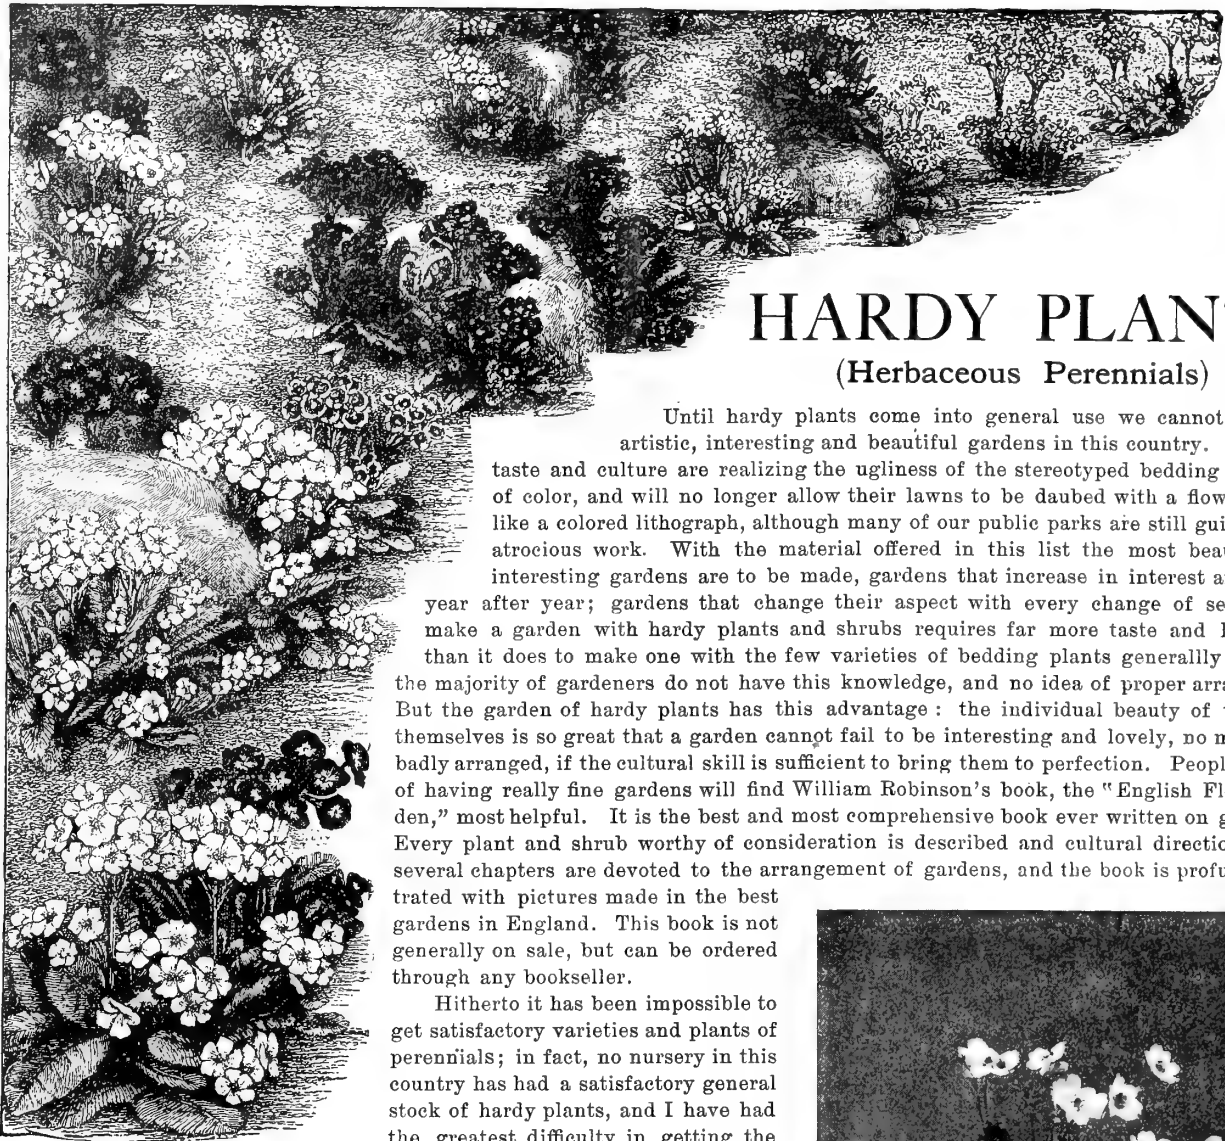 HARDY PLAN
(Herbaceous Perennials)
Until hardy plants come into general use we cannot
artistic, interesting and beautiful gardens in this country.
taste and culture are realizing the ugliness of the stereotyped bedding
of color, and will no longer allow their lawns to be daubed with a flow
like a colored lithograph, although many of our public parks are still gui
atrocious work. With the material offered in this list the most beau
interesting gardens are to be made, gardens that increase in interest a
year after year; gardens that change their aspect with every change of se
make a garden with hardy plants and shrubs requires far more taste and
than it does to make one with the few varieties of bedding plants generallly
the majority of gardeners do not have this knowledge, and no idea of proper arra
But the garden of hardy plants has this advantage: the individual beauty of
themselves is so great that a garden cannot fail to be interesting and lovely, no m
badly arranged, if the cultural skill is sufficient to bring them to perfection. Peopl
of having really fine gardens will find William Robinson's book, the "English Fl
den," most helpful. It is the best and most comprehensive book ever written on g
Every plant and shrub worthy of consideration is described and cultural directio
several chapters are devoted to the arrangement of gardens, and the book is profu
trated with pictures made in the best
gardens in England. This book is not
generally on sale, but can be ordered
through any bookseller.
Hitherto it has been impossible to
get satisfactory varieties and plants of
perennials; in fact, no nursery in this
country has had a satisfactory general
stock of hardy plants, and I have had
the greatest difficulty in getting the